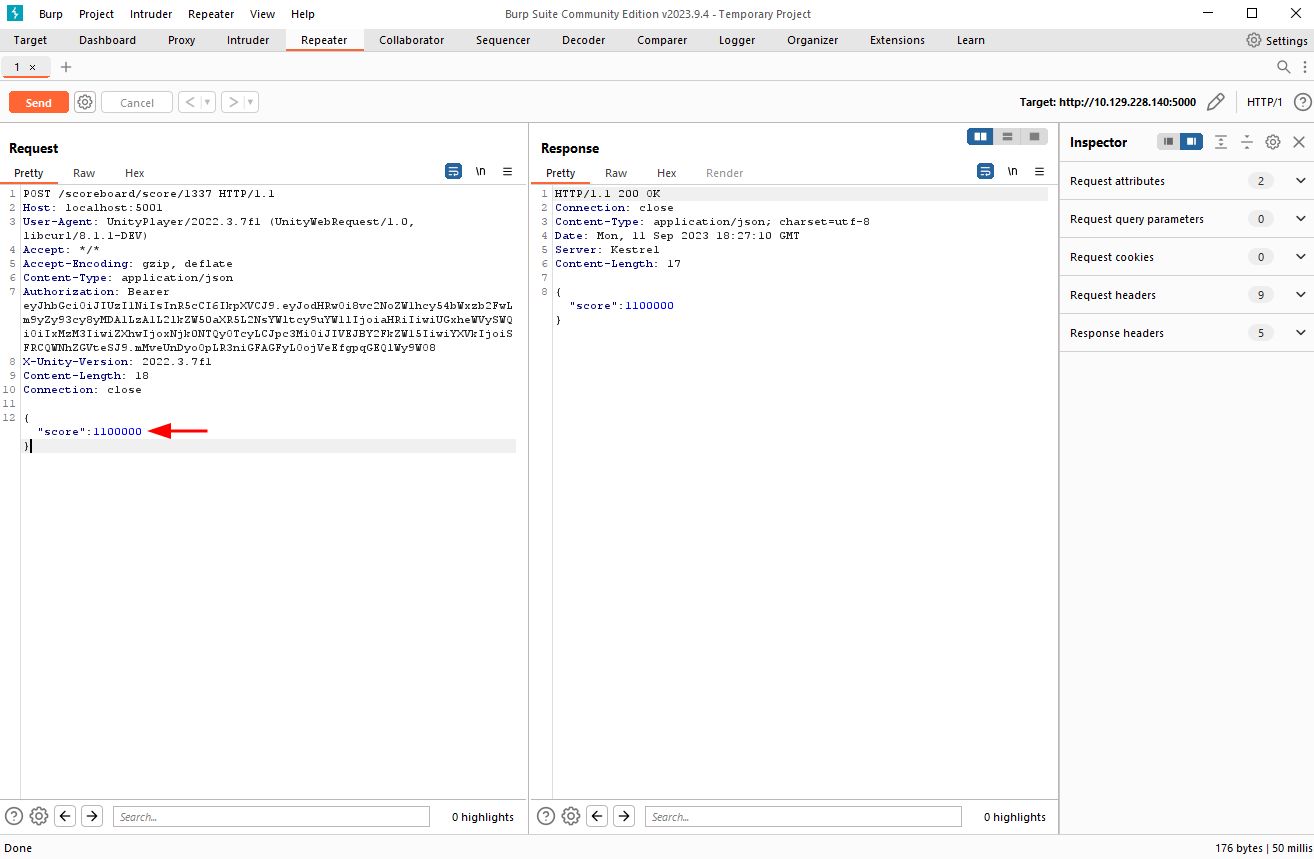 Burp Project Intruder Repeater View Help Burp Suite Community Edition v2023.9.4 - Temporary Project
Target Dashboard Proxy Intruder Repeater Collaborator Sequencer Decoder Comparer Logger Organizer Extensions Learn Settings
1 × +
Send Cancel < > Target: http://10.129.228.140:5000 HTTP/1 ?
Request
Pretty Raw Hex \n
1 POST /scoreboard/score/1337 HTTP/1.1
2 Host: localhost:5001
3 User-Agent: UnityPlayer/2022.3.7f1 (UnityWebRequest/1.0,
libcurl/8.1.1-DEV)
4 Accept: */*
5 Accept-Encoding: gzip, deflate
6 Content-Type: application/json
7 Authorization: Bearer
8 X-Unity-Version: 2022.3.7f1
9 Content-Length: 18
10 Connection: close
11
12 {
"score":1100000
}
? Search... 0 highlights
Response
Pretty Raw Hex Render \n
1 HTTP/1.1 200 OK
2 Connection: close
3 Content-Type: application/json; charset=utf-8
4 Date: Mon, 11 Sep 2023 18:27:10 GMT
5 Server: Kestrel
6 Content-Length: 17
7
8 {
"score":1100000
}
? Search... 0 highlights
Inspector
Request attributes 2
Request query parameters 0
Request cookies 0
Request headers 9
Response headers 5
Done 176 bytes | 50 millis